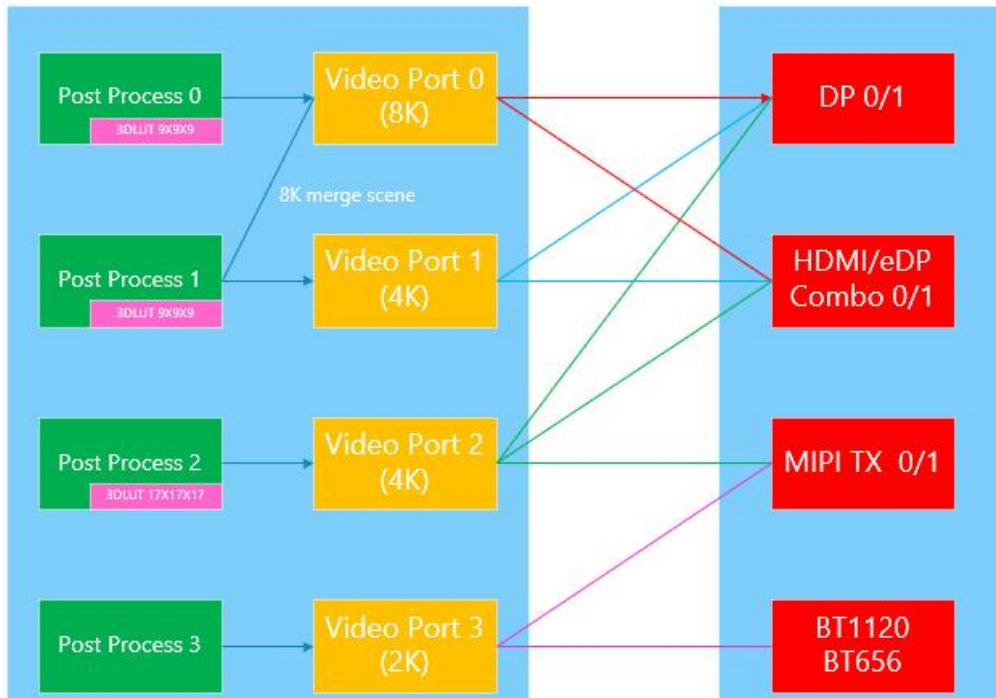 Post Process 0
3DLUT 9X9X9
Video Port 0
(8K)
DP 0/1
8K merge scene
Post Process 1
3DLUT 9X9X9
Video Port 1
(4K)
HDMI/eDP
Combo 0/1
Post Process 2
3DLUT 17X17X17
Video Port 2
(4K)
MIPI TX 0/1
Post Process 3
Video Port 3
(2K)
BT1120
BT656